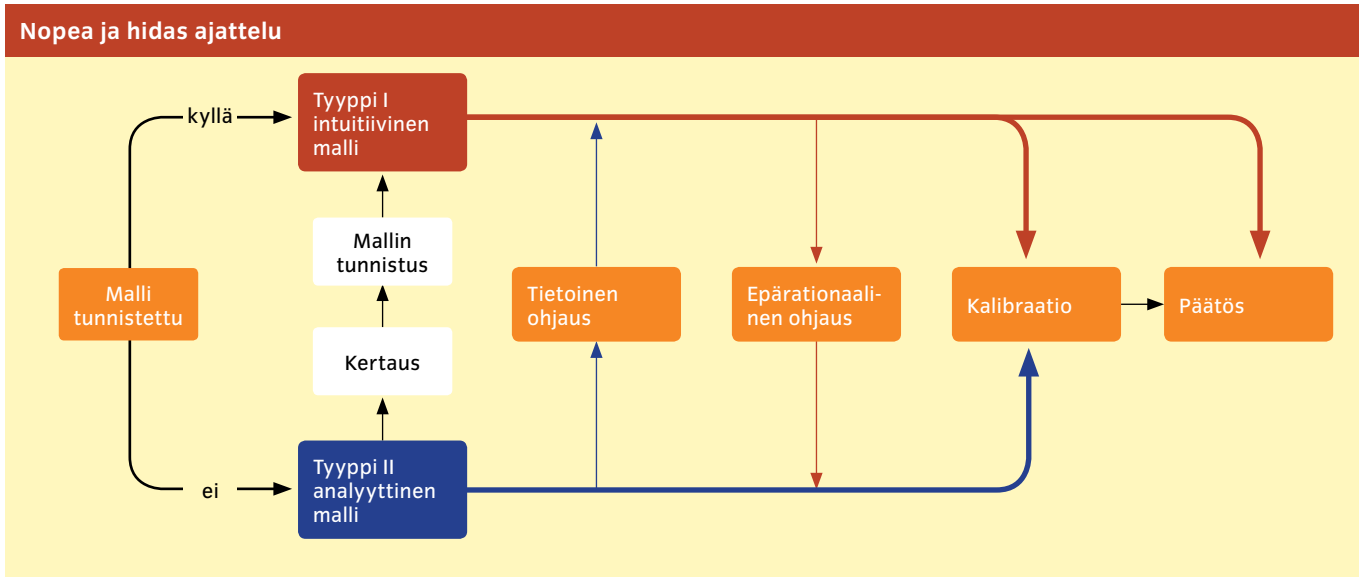 Nopea ja hidas ajattelu
kyllä
Tyyppi I
intuitiivinen
malli
Mallin
tunnistus
Malli
tunnistettu
Tietoinen
ohjaus
Epärationaali-
nen ohjaus
Kalibraatio
Päätös
Kertaus
ei
Tyyppi II
analyyttinen
malli